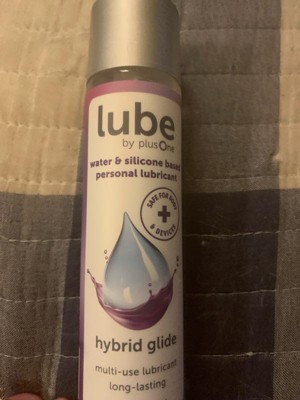 lube
by plusOne
water & silicone based
personal lubricant
SAFE FOR BODY
& DEVICES
hybrid glide
multi-use lubricant
long-lasting